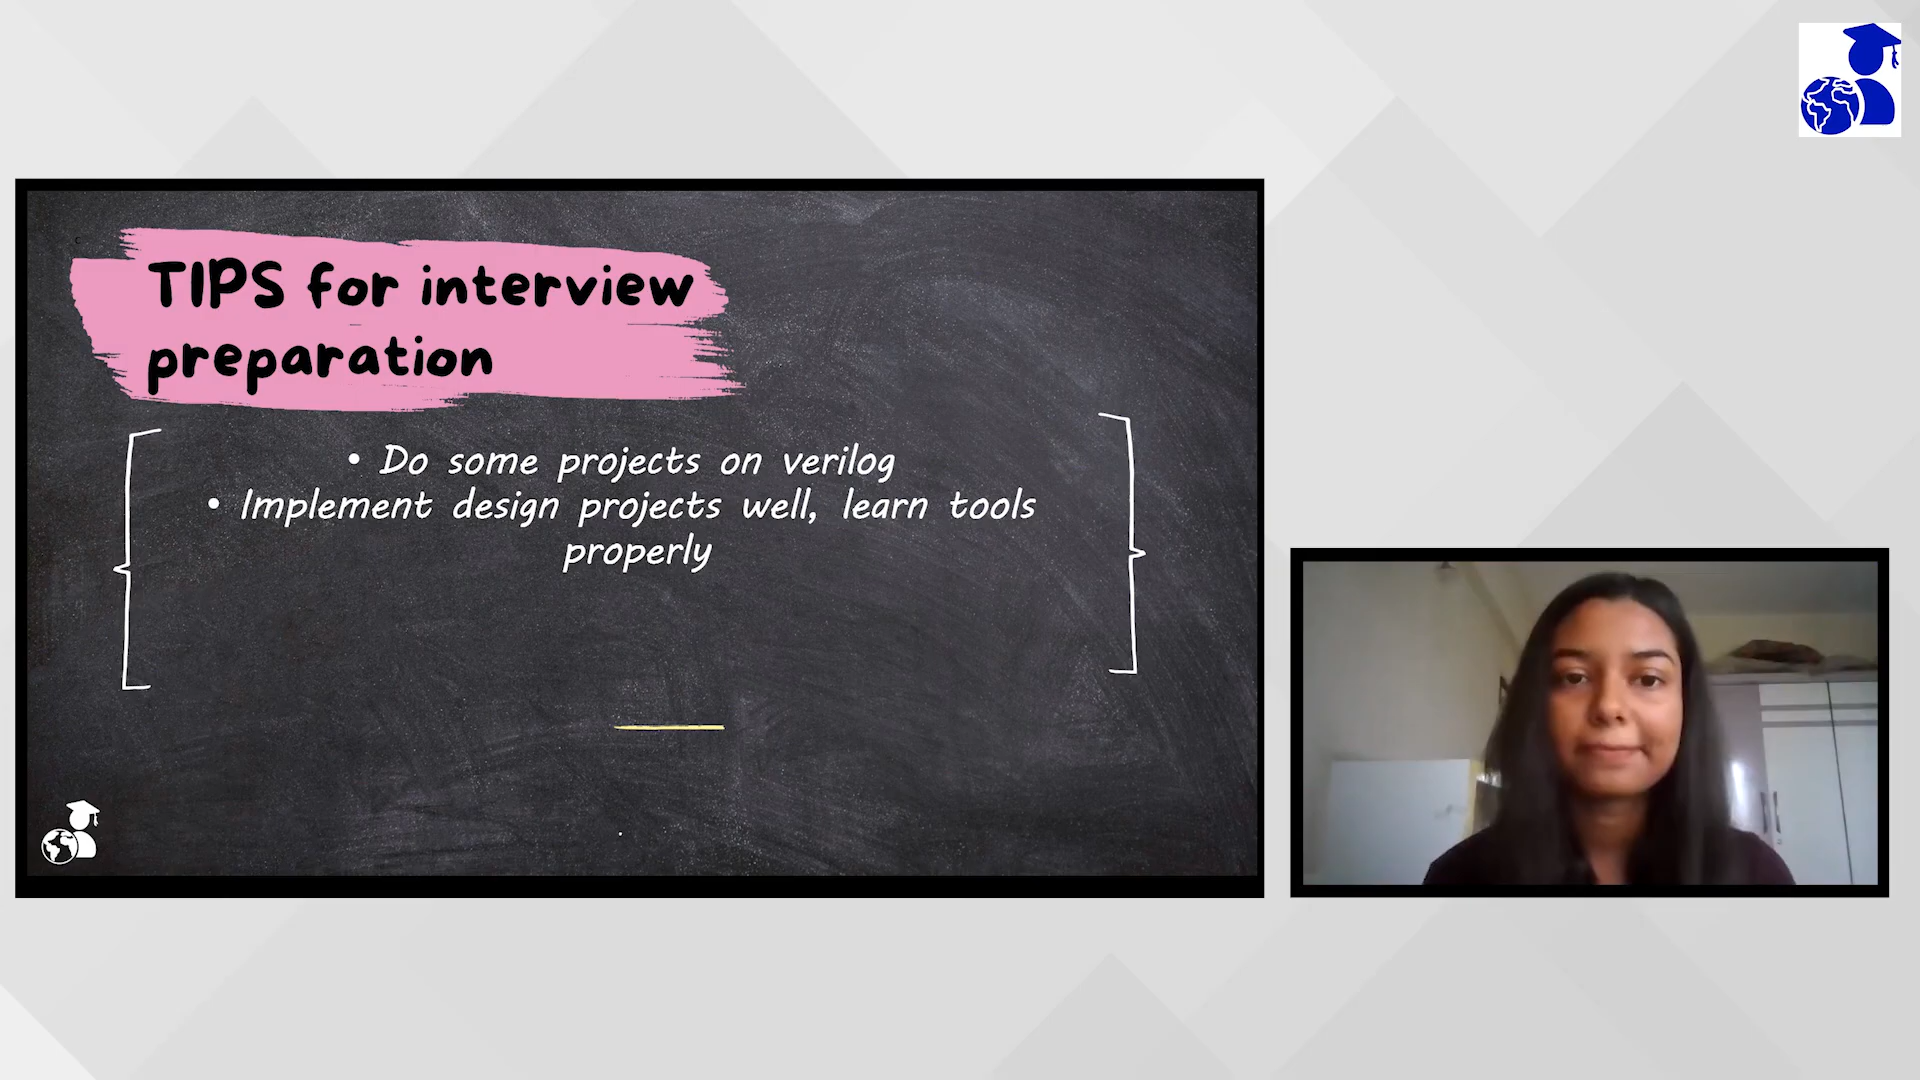 TIPS for interview
preparation
• Do some projects on verilog
• Implement design projects well, learn tools
properly